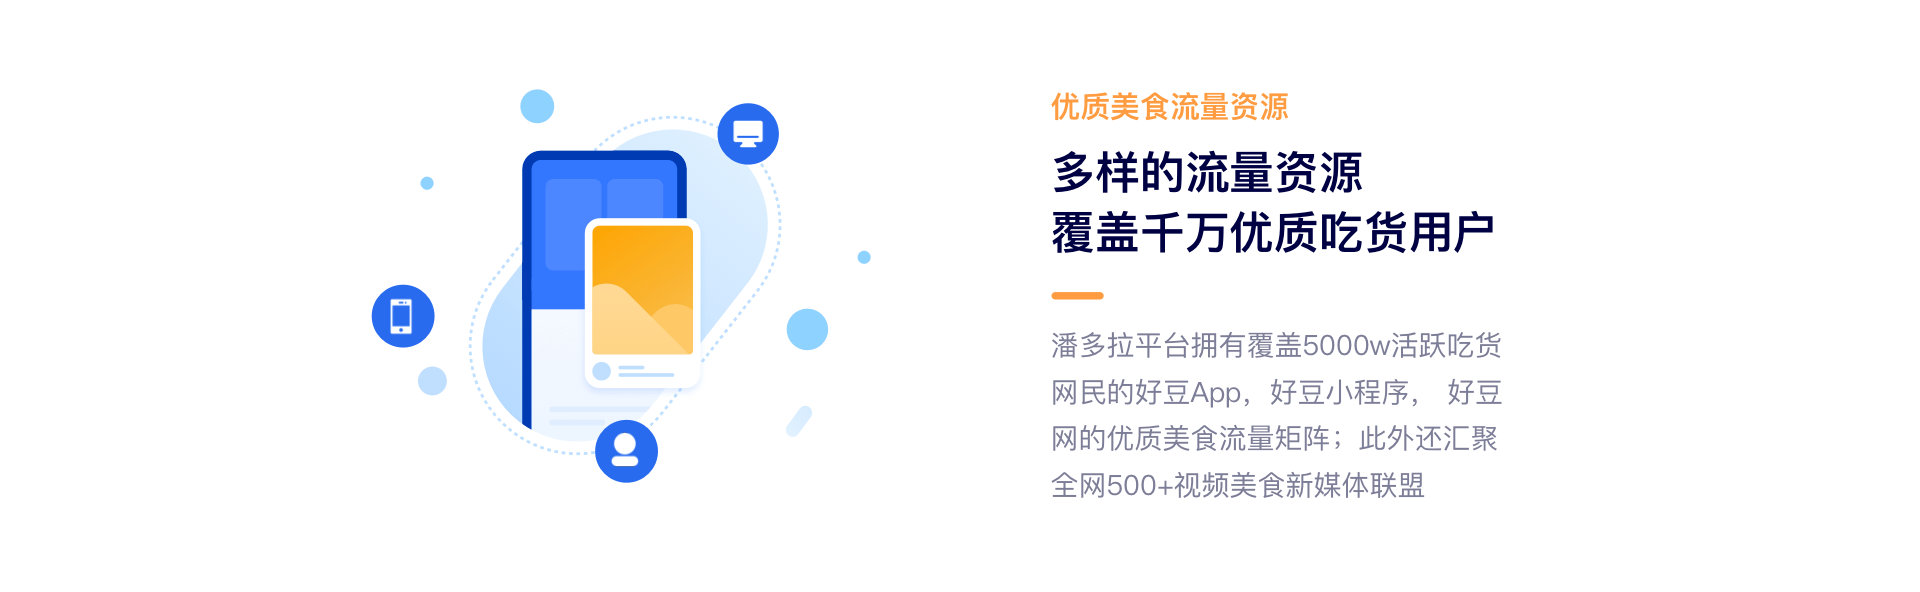 优质美食流量资源
多样的流量资源
覆盖千万优质吃货用户
潘多拉平台拥有覆盖5000w活跃吃货
网民的好豆App，好豆小程序， 好豆
网的优质美食流量矩阵；此外还汇聚
全网500+视频美食新媒体联盟